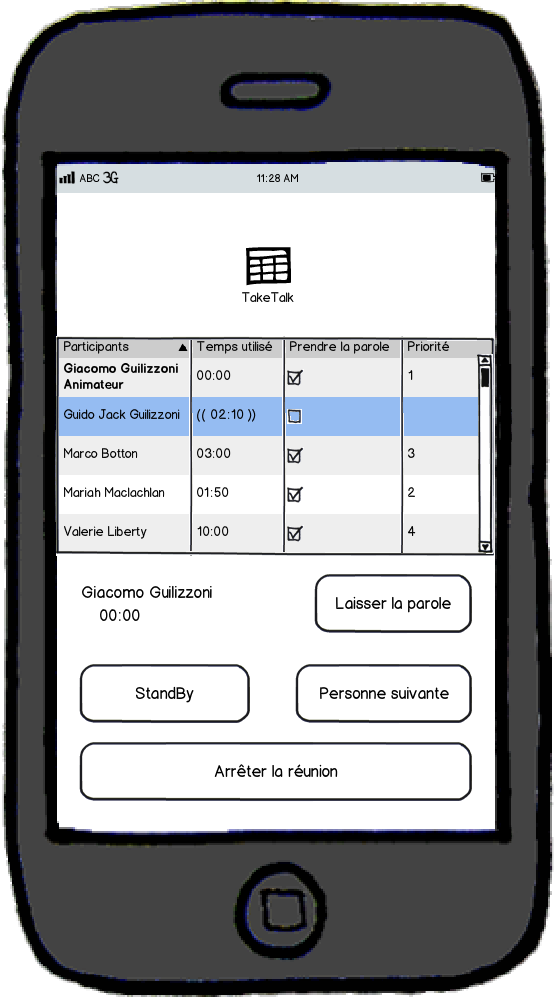 ABC 3G 11:28 AM
TakeTalk
Participants Temps utilisé Prendre la parole Priorité
Giacomo Guilizzoni
Animateur 00:00 1
Guido Jack Guilizzoni (( 02:10 ))
Marco Botton 03:00 3
Mariah Maclachlan 01:50 2
Valerie Liberty 10:00 4
Giacomo Guilizzoni
00:00
Laisser la parole
StandBy Personne suivante
Arrêter la réunion